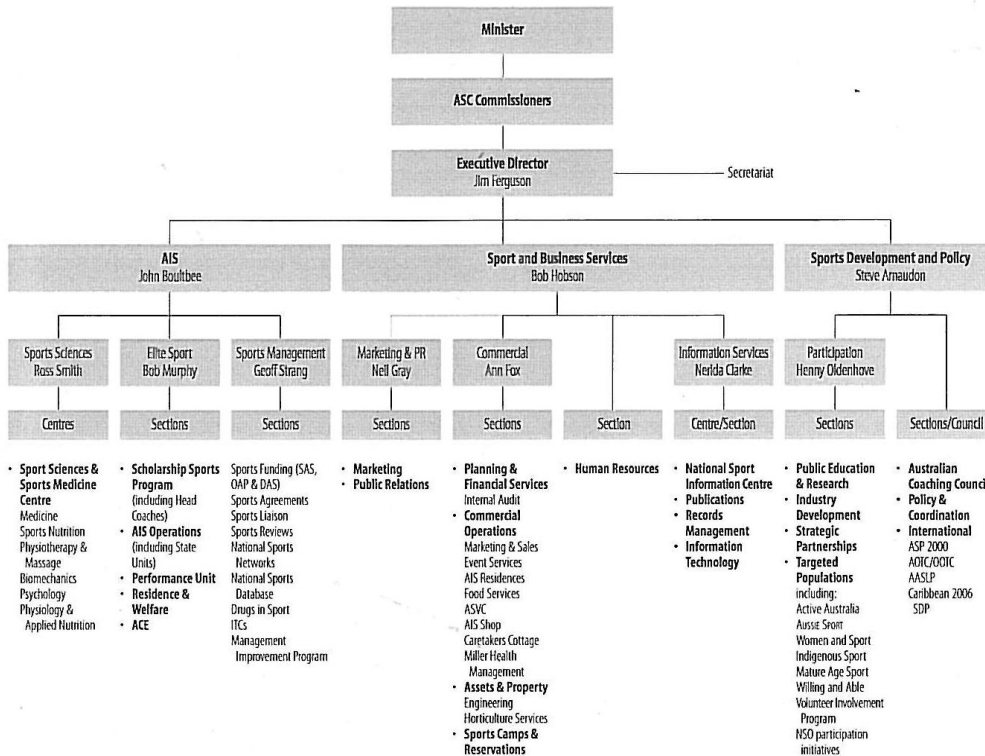 Minister
ASC Commissioners
Executive Director
Jim Ferguson
Secretariat
AIS
John Boultbee
Sport and Business Services
Bob Hobson
Sports Development and Policy
Steve Arnaudon
Sports Sciences
Ross Smith
Elite Sport
Bob Murphy
Sports Management
Geoff Strang
Marketing & PR
Neil Gray
Commercial
Ann Fox
Information Services
Nerida Clarke
Participation
Henny Oldenhove
Centres
Sections
Sections
Sections
Sections
Section
Centre/Section
Sections
Sections/Council
• Sport Sciences &
Sports Medicine
Centre
Medicine
Sports Nutrition
Physiotherapy &
Massage
Biomechanics
Psychology
Physiology &
Applied Nutrition
• Scholarship Sports
Program
(including Head
Coaches)
• AIS Operations
(including State
Units)
• Performance Unit
• Residence &
Welfare
• ACE
Sports Funding (SAS,
OAP & DAS)
Sports Agreements
Sports Liaison
Sports Reviews
National Sports
Networks
National Sports
Database
Drugs in Sport
ITCs
Management
Improvement Program
• Marketing
• Public Relations
• Planning &
Financial Services
Internal Audit
• Commercial
Operations
Marketing & Sales
Event Services
AIS Residences
Food Services
ASVC
AIS Shop
Caretakers Cottage
Miller Health
Management
• Assets & Property
Engineering
Horticulture Services
• Sports Camps &
Reservations
• Human Resources
• National Sport
Information Centre
• Publications
• Records
Management
• Information
Technology
• Public Education
& Research
• Industry
Development
• Strategic
Partnerships
• Targeted
Populations
including:
Active Australia
Aussie Sport
Women and Sport
Indigenous Sport
Mature Age Sport
Willing and Able
Volunteer Involvement
Program
NSO participation
initiatives
• Australian
Coaching Council
• Policy &
Coordination
• International
ASP 2000
AOTC/OOTC
AASLP
Caribbean 2006
SDP